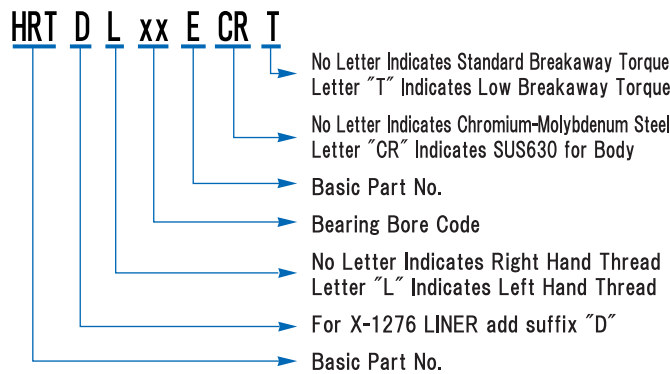 HRT D L xx E CR T
No Letter Indicates Standard Breakaway Torque
Letter ″T″ Indicates Low Breakaway Torque
No Letter Indicates Chromium-Molybdenum Steel
Letter ″CR″ Indicates SUS630 for Body
Basic Part No.
Bearing Bore Code
No Letter Indicates Right Hand Thread
Letter ″L″ Indicates Left Hand Thread
For X-1276 LINER add suffix ″D″
Basic Part No.